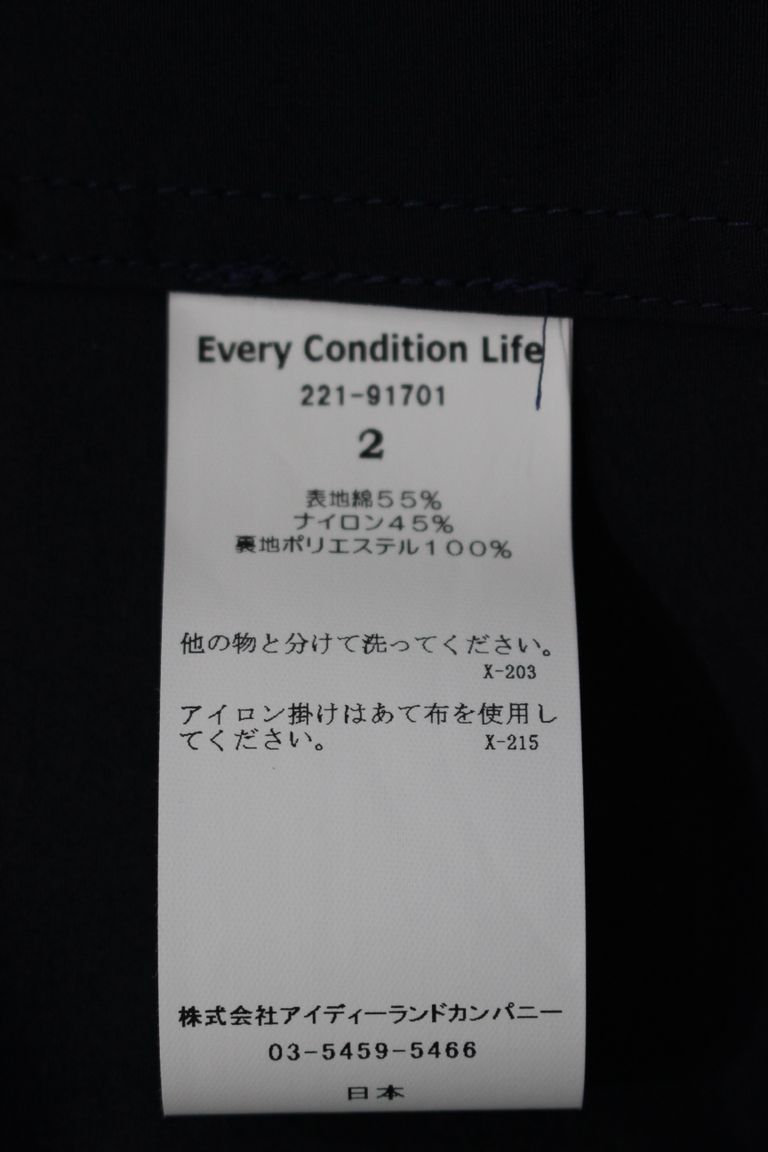 Every Condition Life
221-91701
2
表地綿55%
ナイロン45%
裏地ポリエステル100%
他の物と分けて洗ってください。
X-203
アイロン掛けはあて布を使用し
てください。 X-215
株式会社アイディーランドカンパニー
03-5459-5466
日本